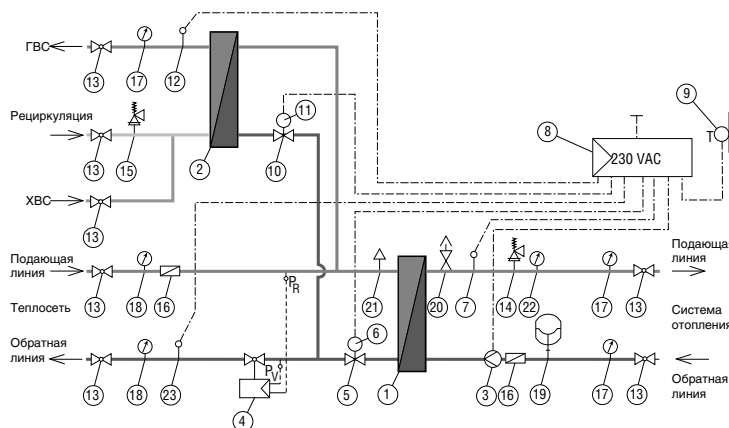 ГВС
13
17
12
11
9
8
T
230 VAC
Рециркуляция
13
15
2
10
ХВС
13
Подающая
линия
Подающая
линия
13
18
16
P R
21
20
7
14
22
17
13
Теплосеть
6
Система
отопления
Обратная
линия
P V
Обратная
линия
13
18
23
4
5
1
3
16
19
17
13